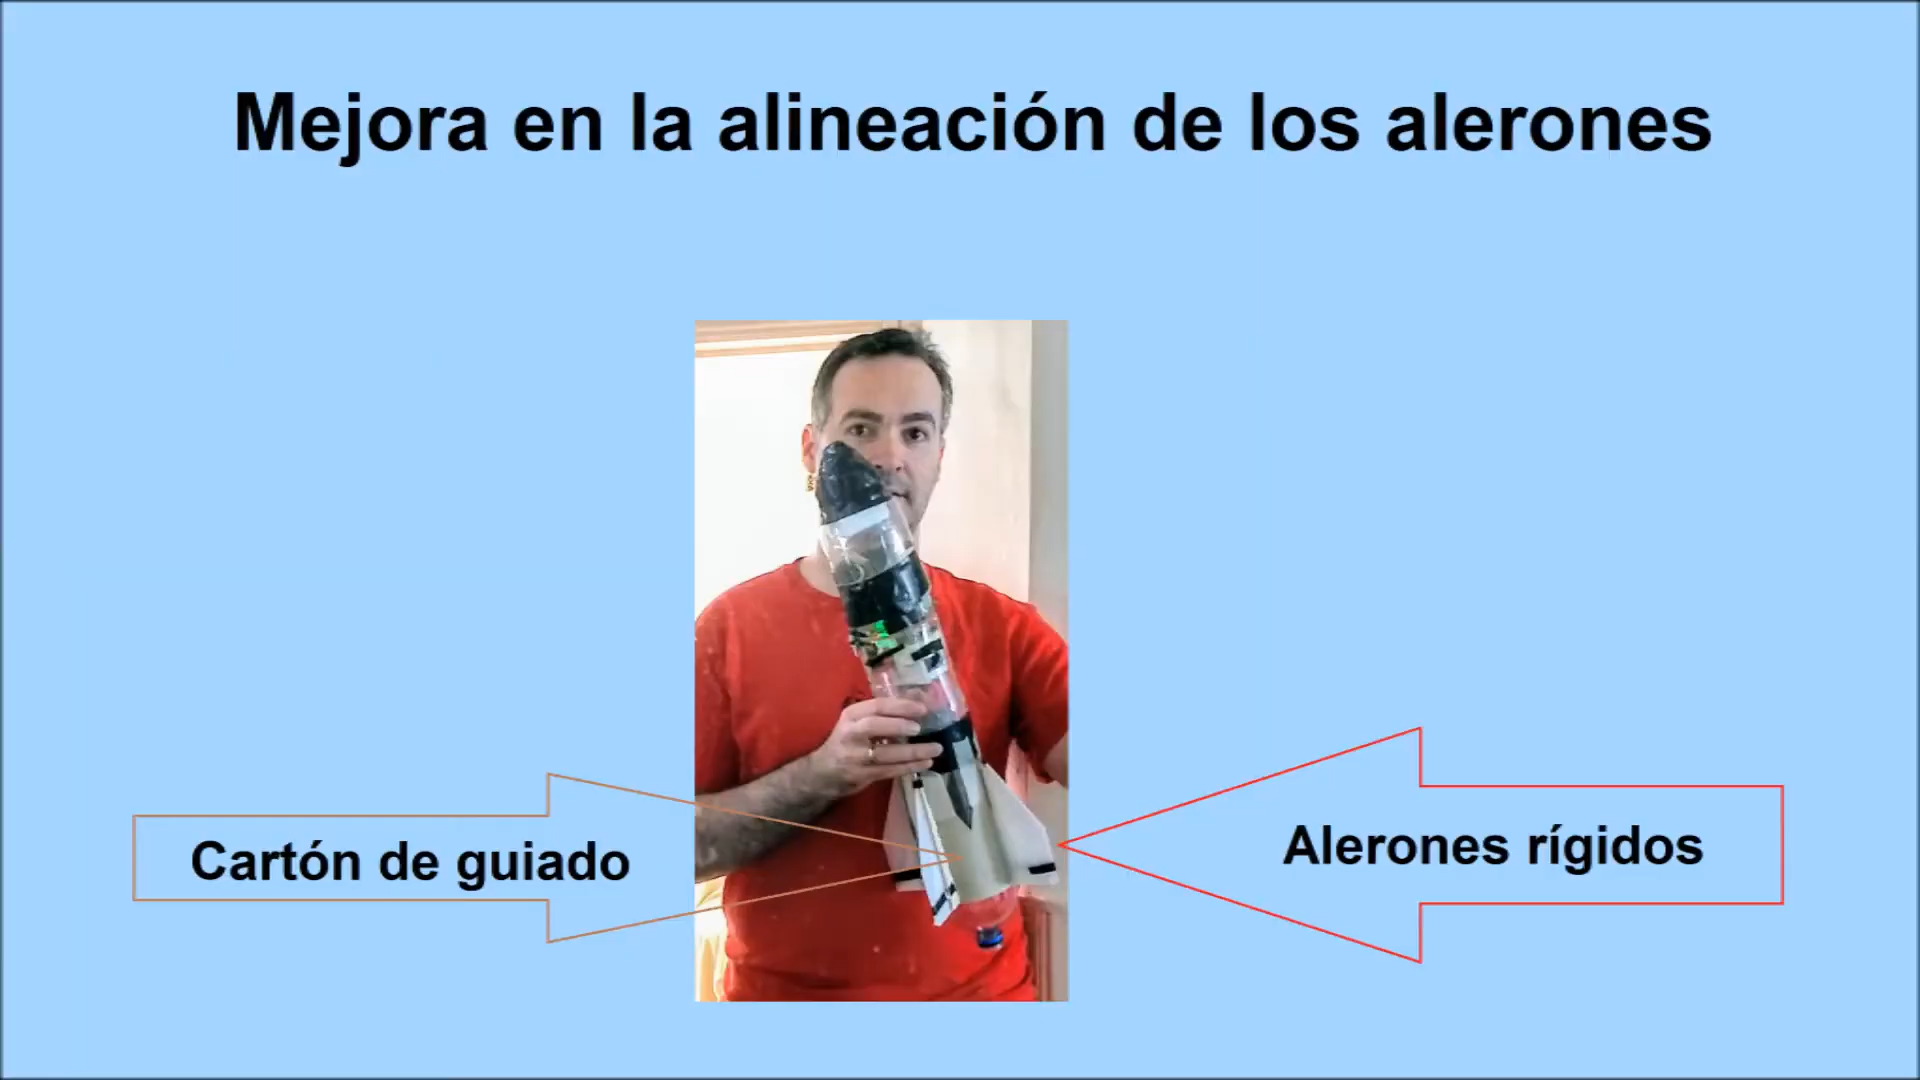 Mejora en la alineación de los alerones
Cartón de guiado
Alerones rígidos